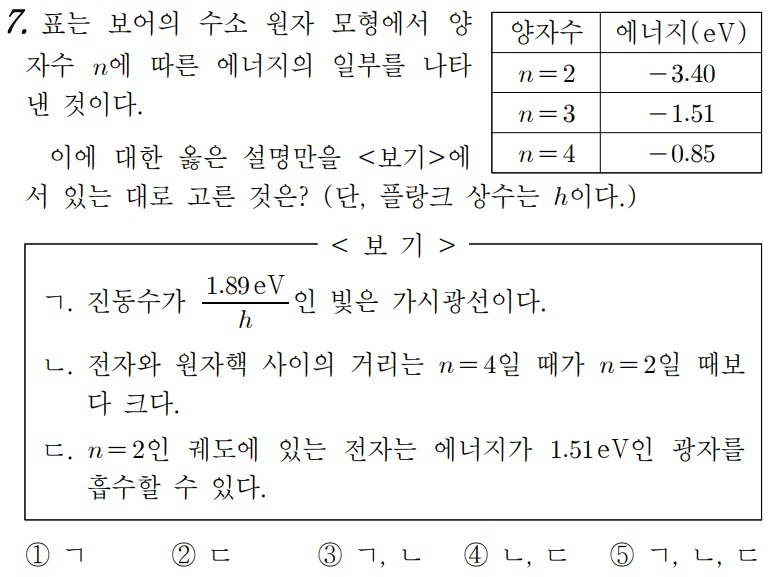 7. 표는 보어의 수소 원자 모형에서 양
자수 n에 따른 에너지의 일부를 나타
낸 것이다.
양자수 에너지(eV)
n=2 −3.40
n=3 −1.51
n=4 −0.85
이에 대한 옳은 설명만을 <보기>에
서 있는 대로 고른 것은? (단, 플랑크 상수는 h이다.)
< 보 기 >
ㄱ. 진동수가 1.89eV/h인 빛은 가시광선이다.
ㄴ. 전자와 원자핵 사이의 거리는 n=4일 때가 n=2일 때보
다 크다.
ㄷ. n=2인 궤도에 있는 전자는 에너지가 1.51eV인 광자를
흡수할 수 있다.
① ㄱ ② ㄷ ③ ㄱ, ㄴ ④ ㄴ, ㄷ ⑤ ㄱ, ㄴ, ㄷ